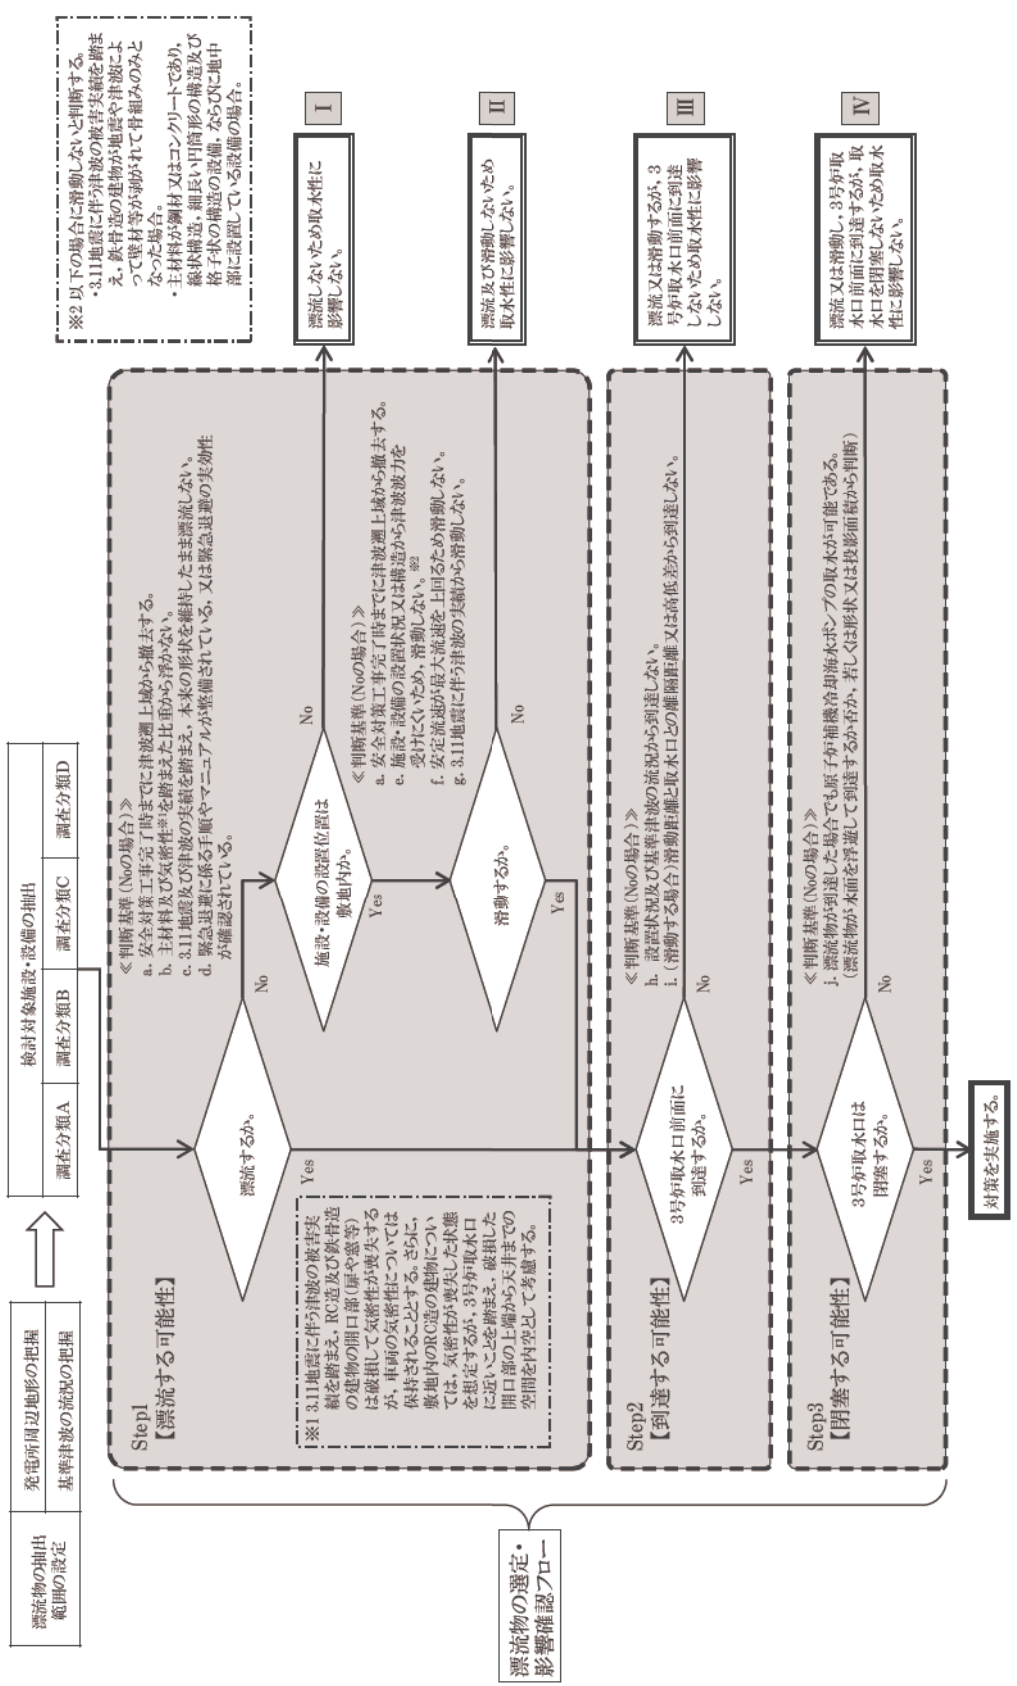 漂流物の抽出
範囲の設定
発電所周辺地形の把握
基準津波の流況の把握
検討対象施設・設備の抽出
調査分類A
調査分類B
調査分類C
調査分類D
漂流物の選定・
影響確認フロー
Step1
【漂流する可能性】
漂流するか。
No
Yes
≪判断基準(Noの場合)≫
a. 安全対策工事完了時までに津波遡上域から撤去する。
b. 主材料及び気密性※1を踏まえた比重から浮かない。
c. 3.11地震及び津波の実績を踏まえ，本来の形状を維持したまま漂流しない。
d. 緊急退避に係る手順やマニュアルが整備されている，又は緊急退避の実効性
が確認されている。
※1 3.11地震に伴う津波の被害実
績を踏まえ，RC造及び鉄骨造
の建物の開口部(扉や窓等)
は破損して気密性が喪失する
が，車両の気密性については
保持されることとする。さらに，
敷地内のRC造の建物につい
ては，気密性が喪失した状態
を想定するが，3号炉取水口
に近いことを踏まえ，破損した
開口部の上端から天井までの
空間を内空として考慮する。
施設・設備の設置位置は
敷地内か。
No
Yes
≪判断基準(Noの場合)≫
a. 安全対策工事完了時までに津波遡上域から撤去する。
e. 施設・設備の設置状況又は構造から津波波力を
受けにくいため，滑動しない。※2
f. 安定流速が最大流速を上回るため滑動しない。
g. 3.11地震に伴う津波の実績から滑動しない。
滑動するか。
No
Yes
※2 以下の場合に滑動しないと判断する。
・3.11地震に伴う津波の被害実績を踏ま
え，鉄骨造の建物が地震や津波によ
って壁材等が剥がれて骨組みのみと
なった場合。
・主材料が鋼材又はコンクリートであり，
線状構造，細長い円筒形の構造及び
格子状の構造の設備，ならびに地中
部に設置している設備の場合。
漂流しないため取水性に
影響しない。
Ⅰ
漂流及び滑動しないため
取水性に影響しない。
Ⅱ
Step2
【到達する可能性】
3号炉取水口前面に
到達するか。
No
Yes
≪判断基準(Noの場合)≫
h. 設置状況及び基準津波の流況から到達しない。
i. (滑動する場合)滑動距離と取水口との離隔距離又は高低差から到達しない。
漂流又は滑動するが，3
号炉取水口前面に到達
しないため取水性に影響
しない。
Ⅲ
Step3
【閉塞する可能性】
3号炉取水口は
閉塞するか。
No
Yes
≪判断基準(Noの場合)≫
j. 漂流物が到達した場合でも原子炉補機冷却海水ポンプの取水が可能である。
(漂流物が水面を浮遊して到達するか否か，若しくは形状又は投影面積から判断)
漂流又は滑動し，3号炉取
水口前面に到達するが，取
水口を閉塞しないため取水
性に影響しない。
Ⅳ
対策を実施する。